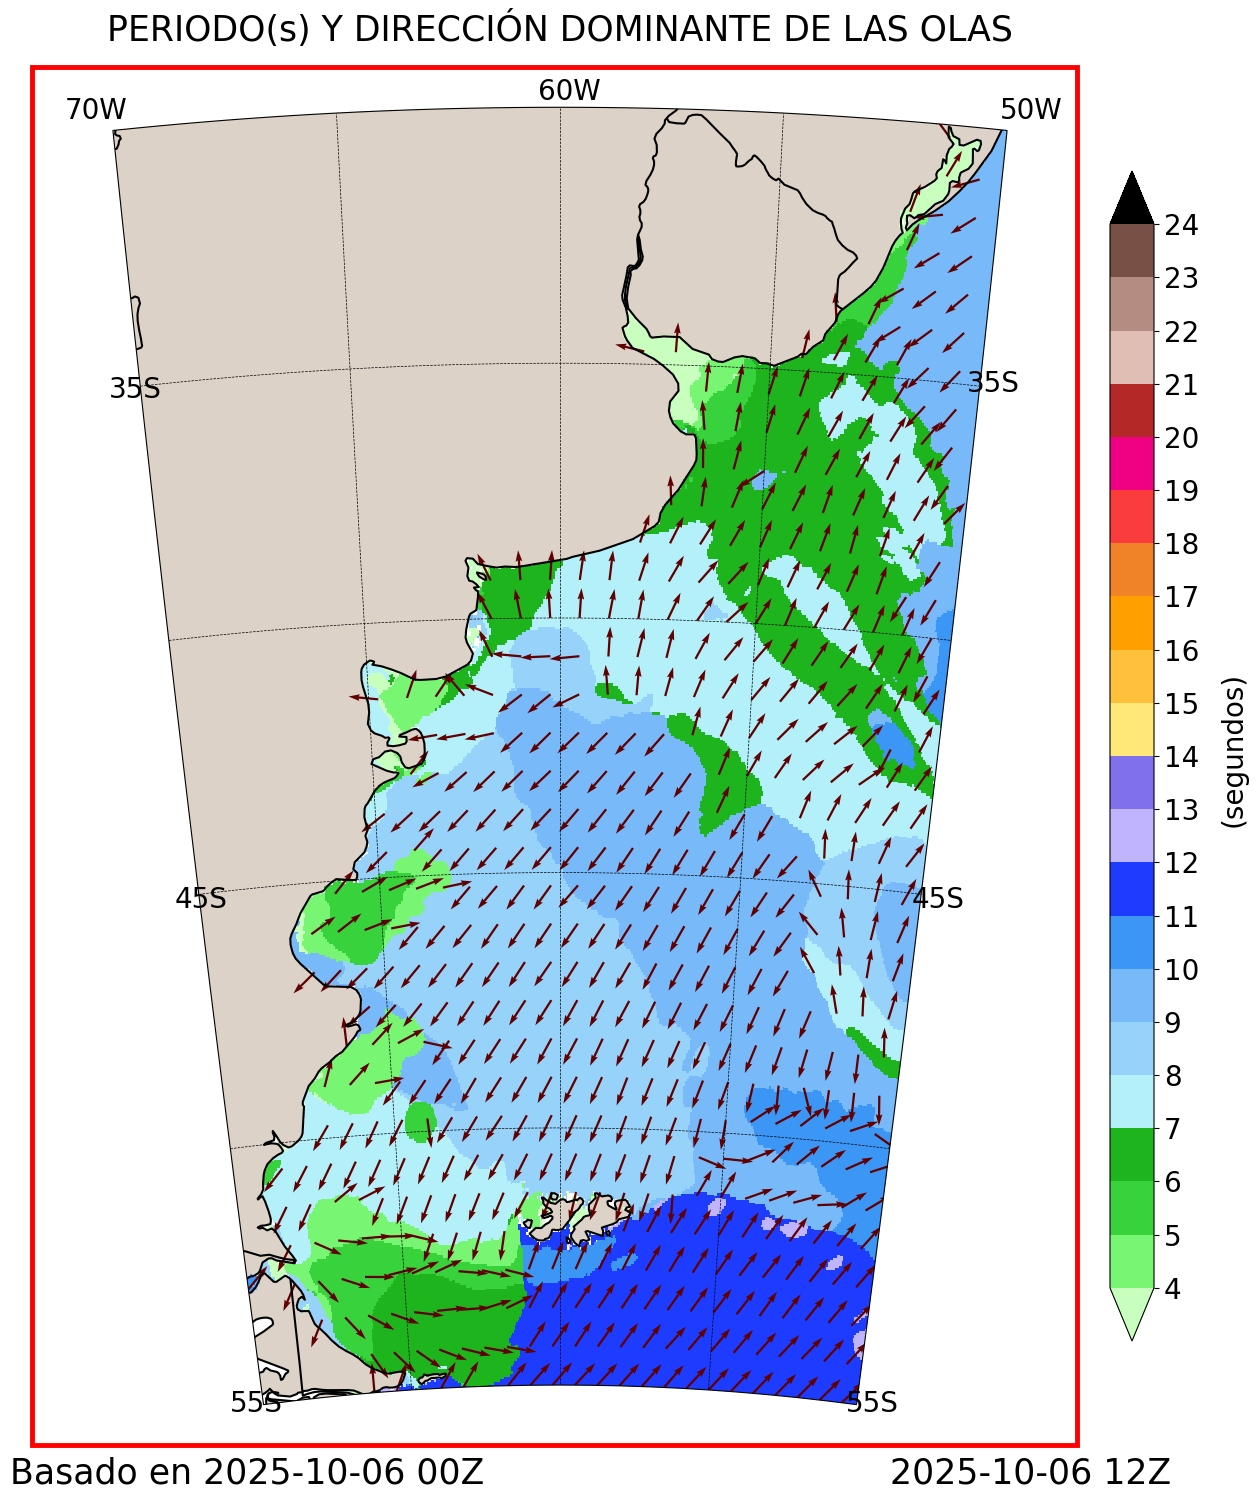 PERIODO(s) Y DIRECCIÓN DOMINANTE DE LAS OLAS
70W
60W
50W
35S
35S
45S
45S
55S
55S
24
23
22
21
20
19
18
17
16
15
14
13
12
11
10
9
8
7
6
5
4
(segundos)
Basado en 2025-10-06 00Z
2025-10-06 12Z